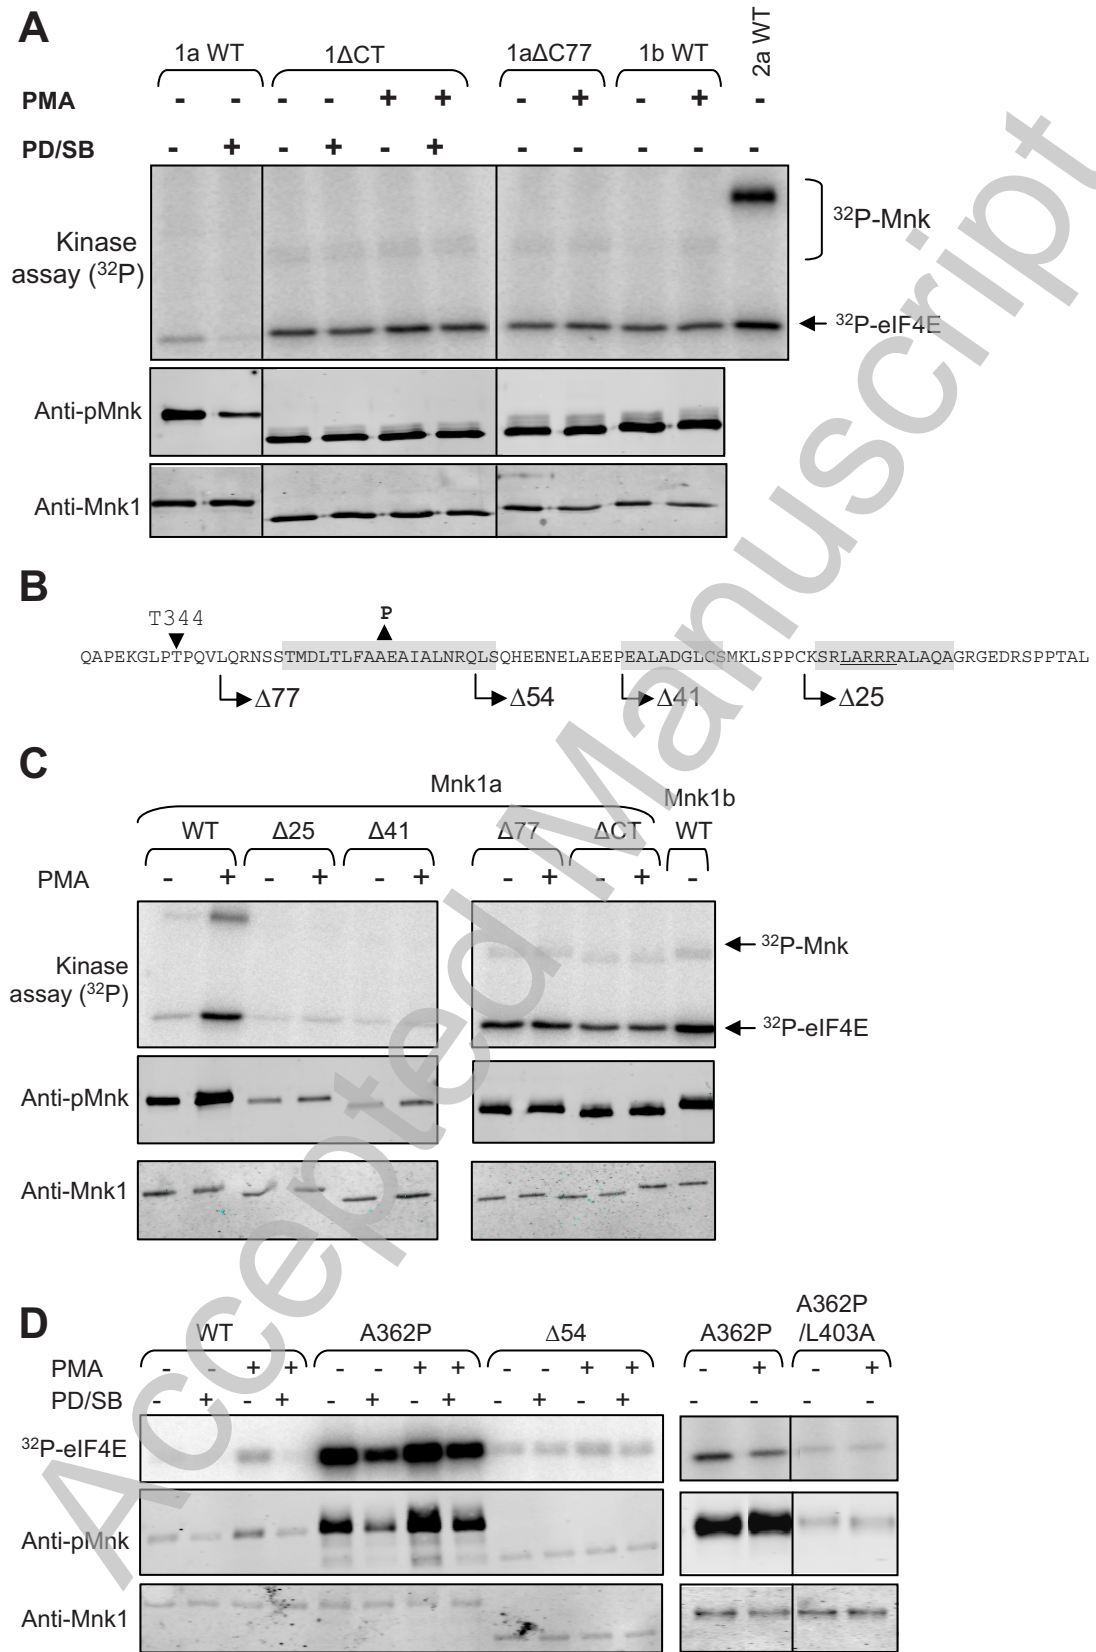 A
1a WT 1ΔCT 1aΔC77 1b WT 2a WT
PMA - - - - + + - + - + -
PD/SB - + - + - + - - - - -
Kinase assay (³²P)
³²P-Mnk
³²P-eIF4E
Anti-pMnk
Anti-Mnk1
B
T344 P
QAPEKGLPTPQVLQRNSSTMDLTLFAAEAIALNRQLSQHEENELAEEPEALADGLCSMKLSPPCKSRLARRRALAQAGRGEDRSPPTAL
Δ77 Δ54 Δ41 Δ25
C
Mnk1a Mnk1b
WT Δ25 Δ41 Δ77 ΔCT WT
PMA - + - + - + - + - + -
Kinase assay (³²P)
³²P-Mnk
³²P-eIF4E
Anti-pMnk
Anti-Mnk1
D
WT A362P Δ54 A362P A362P /L403A
PMA - - + + - - + + - - + + - + - +
PD/SB - + - + - + - + - + - + - - - -
³²P-eIF4E
Anti-pMnk
Anti-Mnk1
Accepted Manuscript